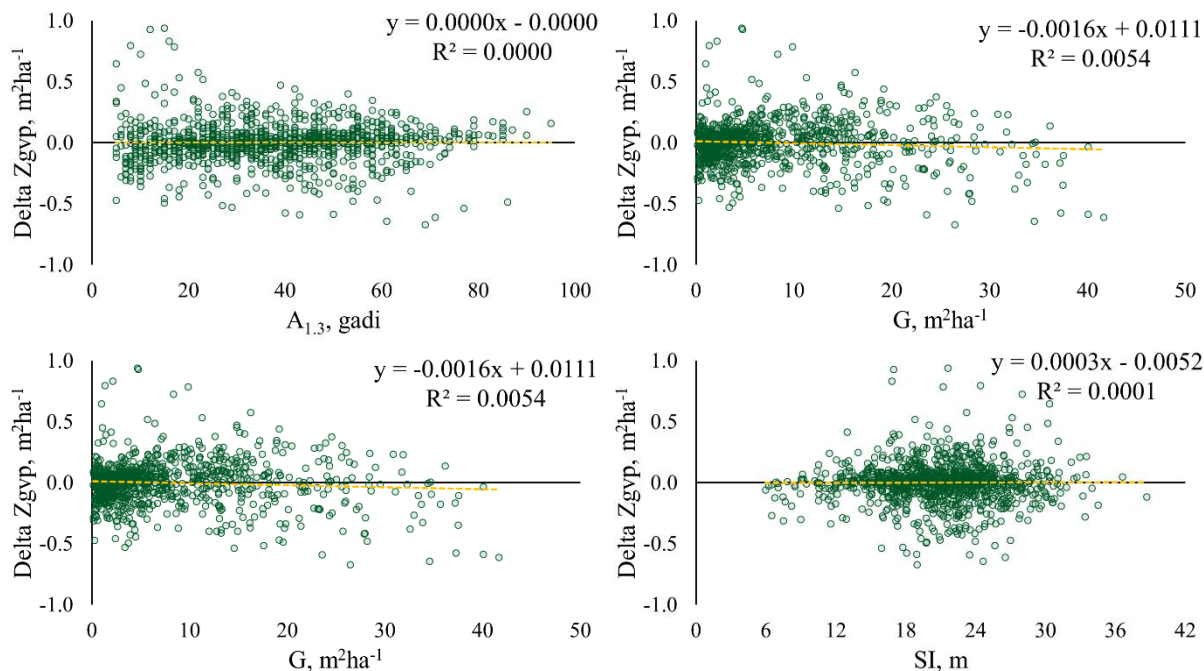 y = 0.0000x - 0.0000
R² = 0.0000
Delta Zgvp, m²ha⁻¹
1.0
0.5
0.0
-0.5
-1.0
0 20 40 60 80 100
A₁.₃, gadi
y = -0.0016x + 0.0111
R² = 0.0054
Delta Zgvp, m²ha⁻¹
1.0
0.5
0.0
-0.5
-1.0
0 10 20 30 40 50
G, m²ha⁻¹
y = -0.0016x + 0.0111
R² = 0.0054
Delta Zgvp, m²ha⁻¹
1.0
0.5
0.0
-0.5
-1.0
0 10 20 30 40 50
G, m²ha⁻¹
y = 0.0003x - 0.0052
R² = 0.0001
Delta Zgvp, m²ha⁻¹
1.0
0.5
0.0
-0.5
-1.0
0 6 12 18 24 30 36 42
SI, m